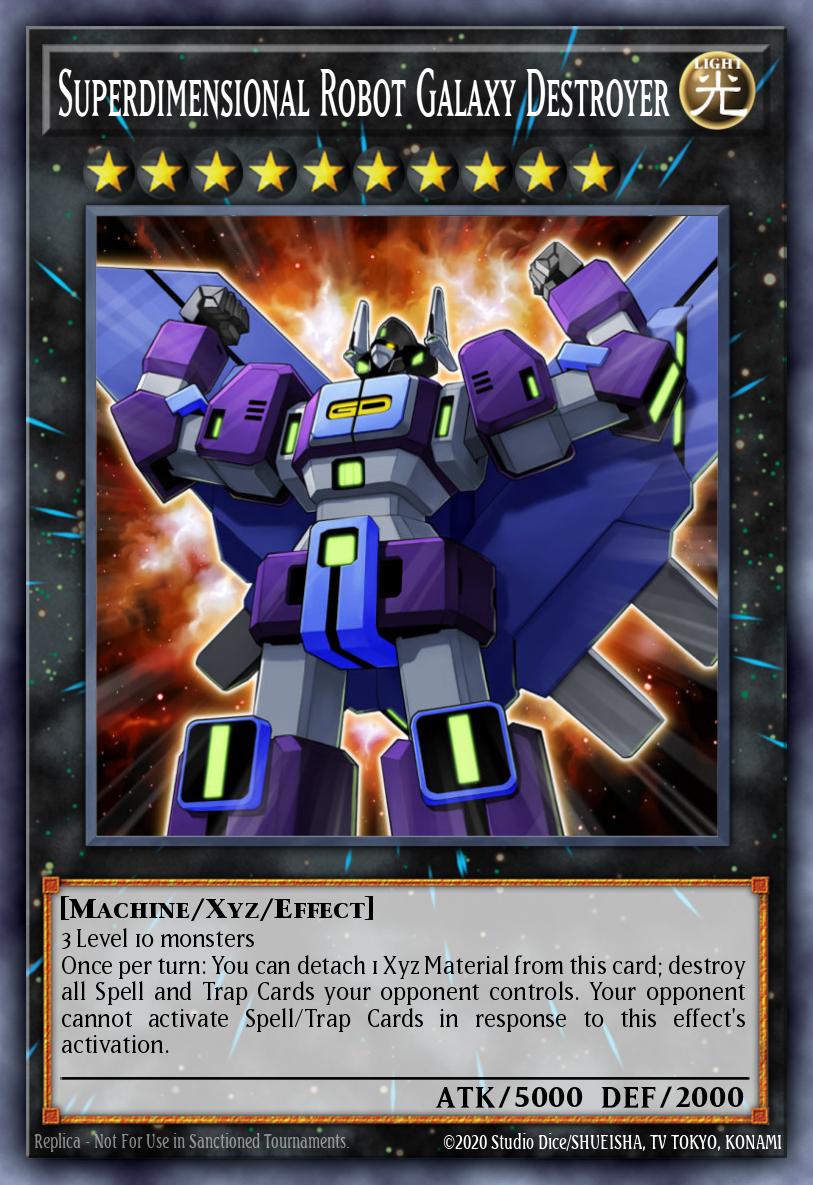 Superdimensional Robot Galaxy Destroyer
LIGHT
光
GD
[Machine/Xyz/Effect]
3 Level 10 monsters
Once per turn: You can detach 1 Xyz Material from this card; destroy
all Spell and Trap Cards your opponent controls. Your opponent
cannot activate Spell/Trap Cards in response to this effect's
activation.
ATK/5000 DEF/2000
Replica - Not For Use in Sanctioned Tournaments.
©2020 Studio Dice/SHUEISHA, TV TOKYO, KONAMI